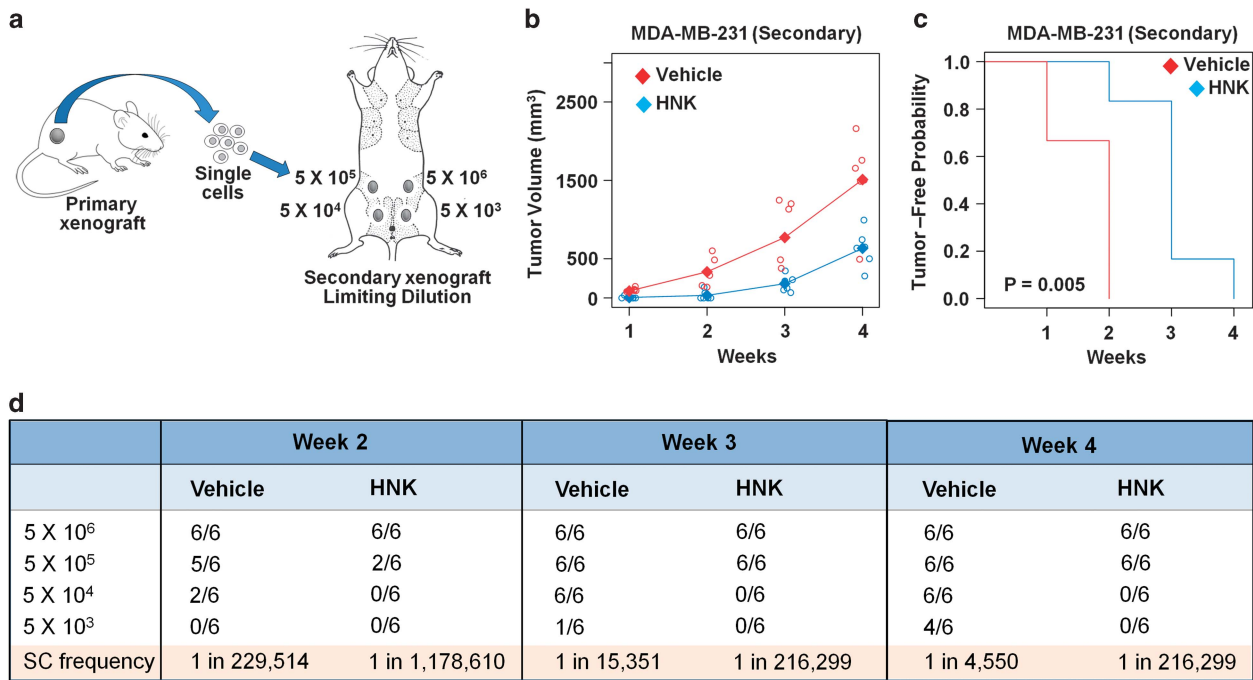 a
Primary
xenograft
Single
cells
5 X 10⁵
5 X 10⁶
5 X 10⁴
5 X 10³
Secondary xenograft
Limiting Dilution
b
MDA-MB-231 (Secondary)
Vehicle
HNK
Tumor Volume (mm³)
2500
1500
500
0
1 2 3 4
Weeks
c
MDA-MB-231 (Secondary)
Vehicle
HNK
Tumor –Free Probability
1.0
0.8
0.6
0.4
0.2
0.0
P = 0.005
1 2 3 4
Weeks
d
Week 2 Week 3 Week 4
Vehicle HNK Vehicle HNK Vehicle HNK
5 X 10⁶ 6/6 6/6 6/6 6/6 6/6 6/6
5 X 10⁵ 5/6 2/6 6/6 6/6 6/6 6/6
5 X 10⁴ 2/6 0/6 6/6 0/6 6/6 0/6
5 X 10³ 0/6 0/6 1/6 0/6 4/6 0/6
SC frequency 1 in 229,514 1 in 1,178,610 1 in 15,351 1 in 216,299 1 in 4,550 1 in 216,299